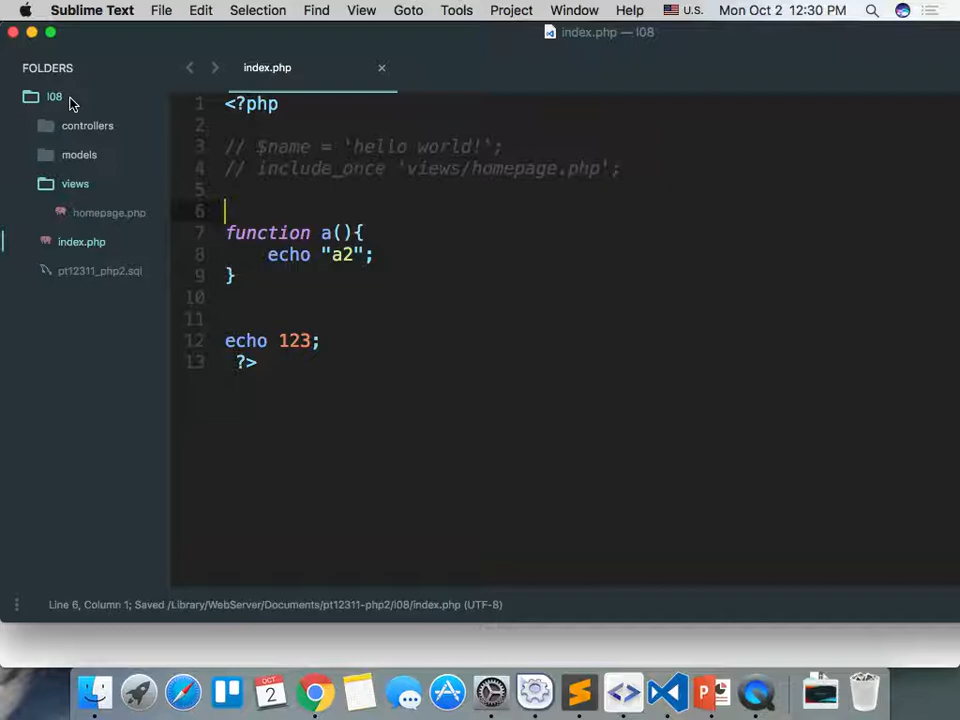 Sublime Text File Edit Selection Find View Goto Tools Project Window Help U.S. Mon Oct 2 12:30 PM
index.php — l08
FOLDERS
l08
controllers
models
views
homepage.php
index.php
pt12311_php2.sql
index.php ×
1 <?php
2
3 // $name = 'hello world!';
4 // include_once 'views/homepage.php';
5
6
7 function a(){
8 echo "a2";
9 }
10
11
12 echo 123;
13 ?>
Line 6, Column 1; Saved /Library/WebServer/Documents/pt12311-php2/l08/index.php (UTF-8)
OCT
2